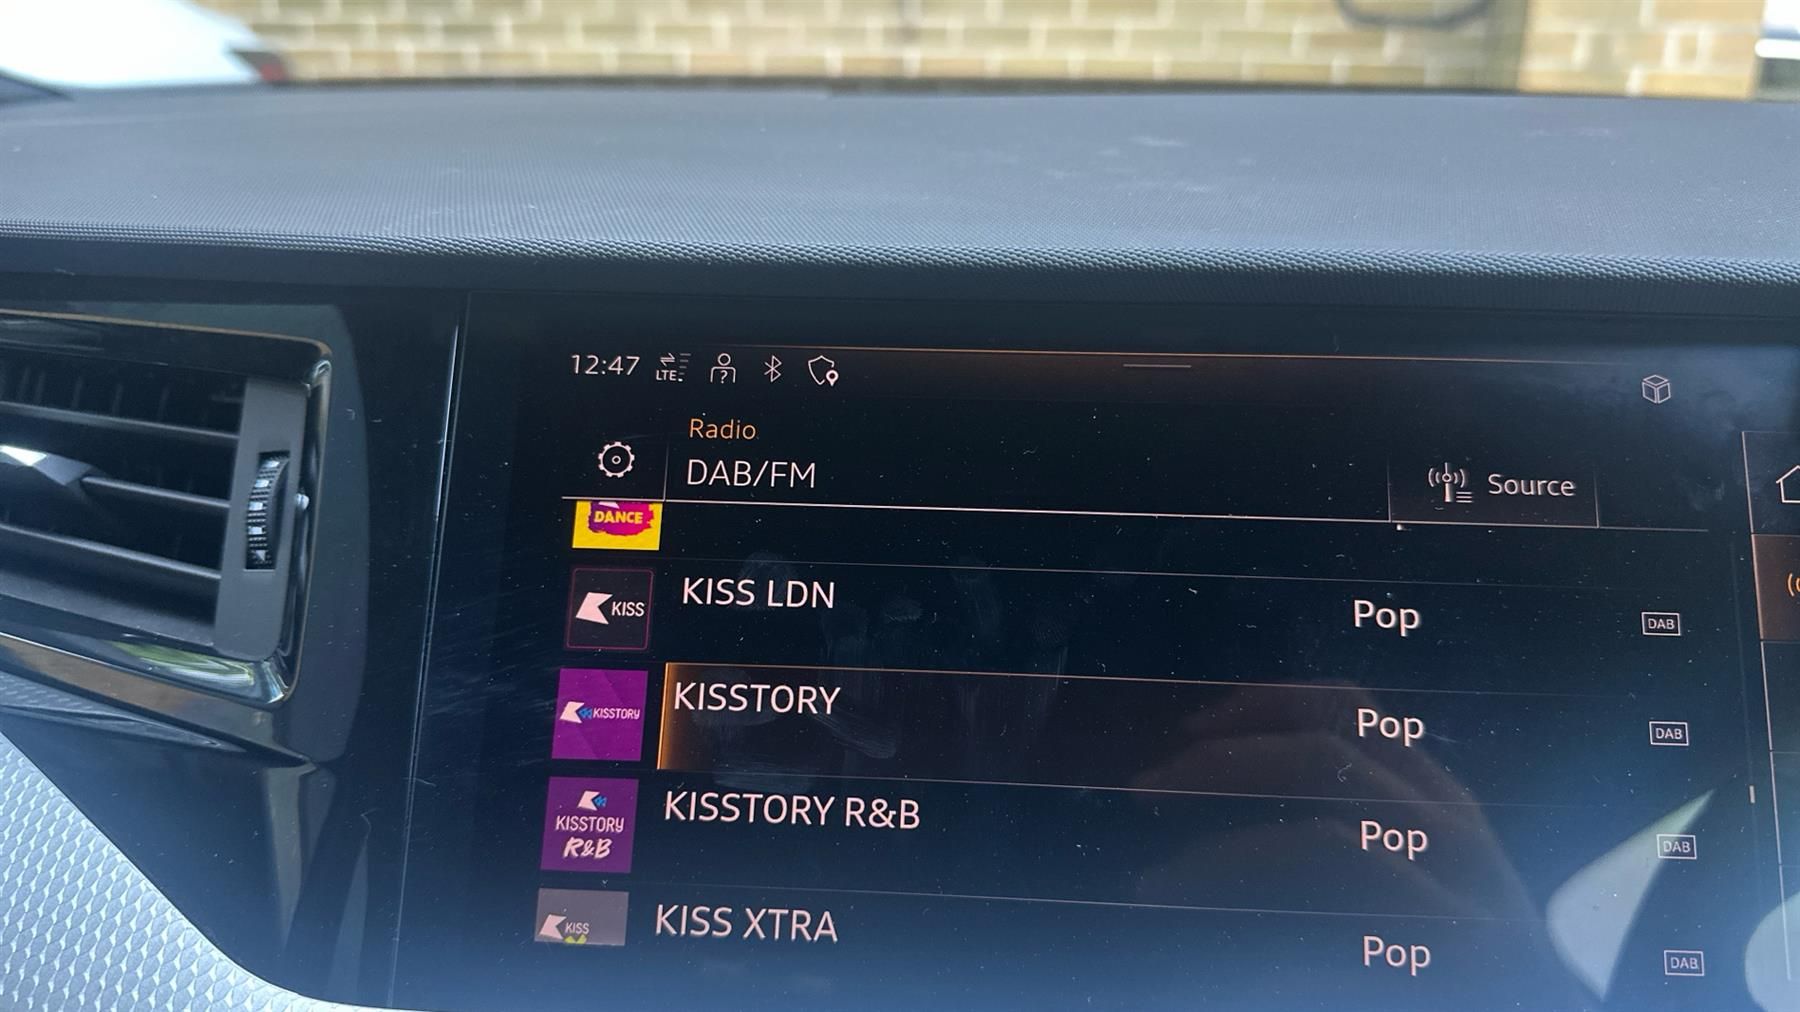 12:47 LTE
Radio
DAB/FM
Source
DANCE
KISS
KISS LDN
Pop
DAB
KISSTORY
KISSTORY
Pop
DAB
KISSTORY
R&B
KISSTORY R&B
Pop
DAB
KISS
KISS XTRA
Pop
DAB